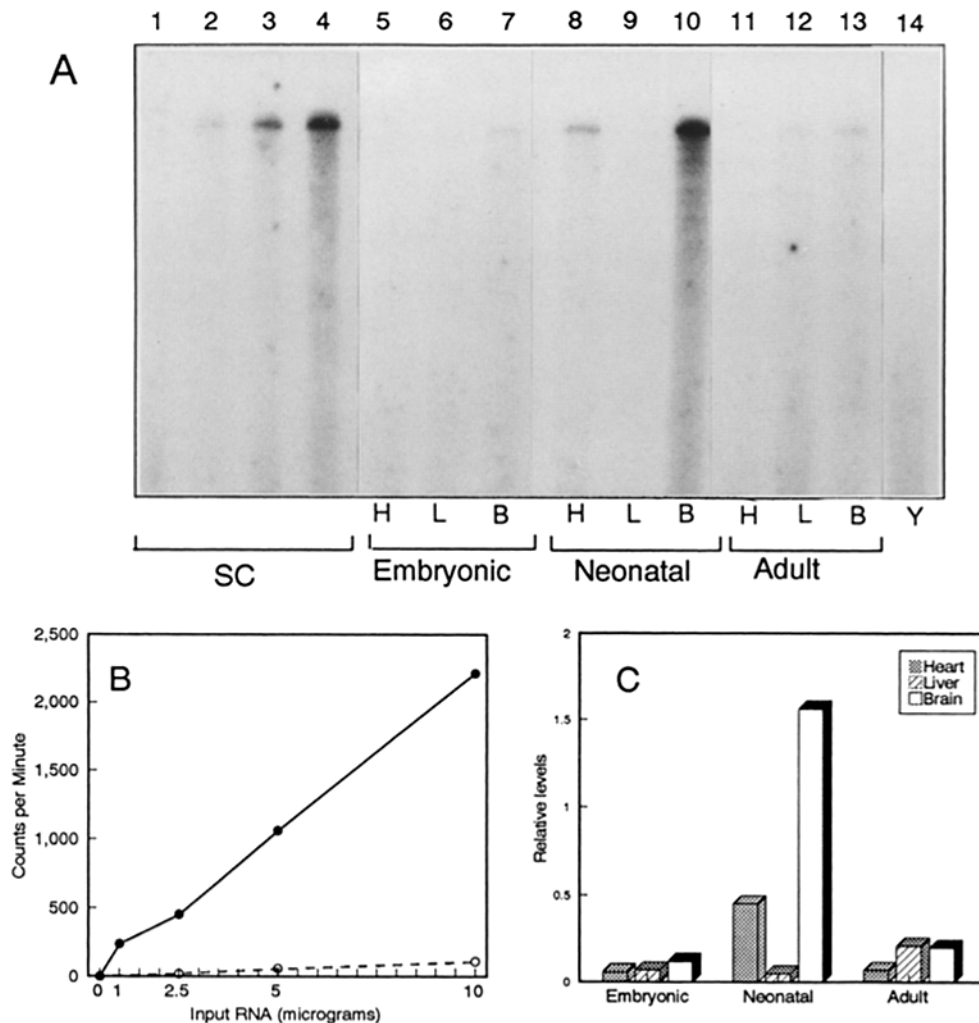 1 2 3 4 5 6 7 8 9 10 11 12 13 14
A
H L B H L B H L B Y
SC Embryonic Neonatal Adult
B
2,500
2,000
1,500
1,000
500
0
Counts per Minute
0 1 2.5 5 10
Input RNA (micrograms)
C
Heart
Liver
Brain
2
1.5
1
0.5
0
Relative levels
Embryonic Neonatal Adult